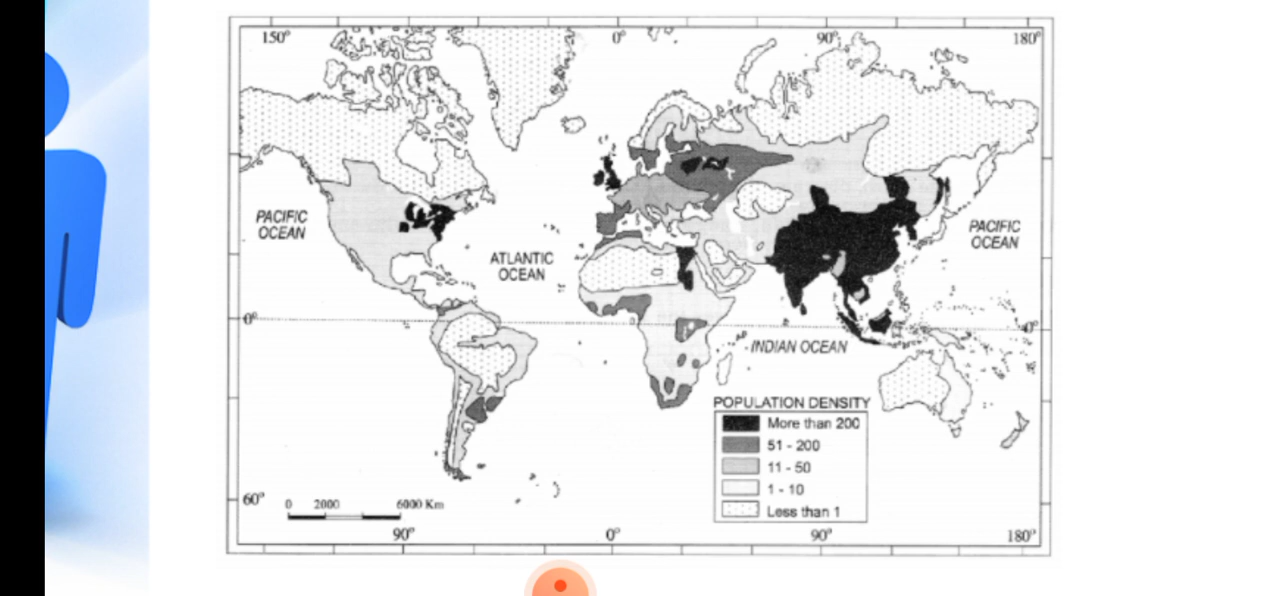 150°
0°
90°
180°
PACIFIC
OCEAN
ATLANTIC
OCEAN
PACIFIC
OCEAN
0°
0°
INDIAN OCEAN
POPULATION DENSITY
More than 200
51 - 200
11 - 50
1 - 10
Less than 1
60°
0 2000 6000 Km
90°
0°
90°
180°